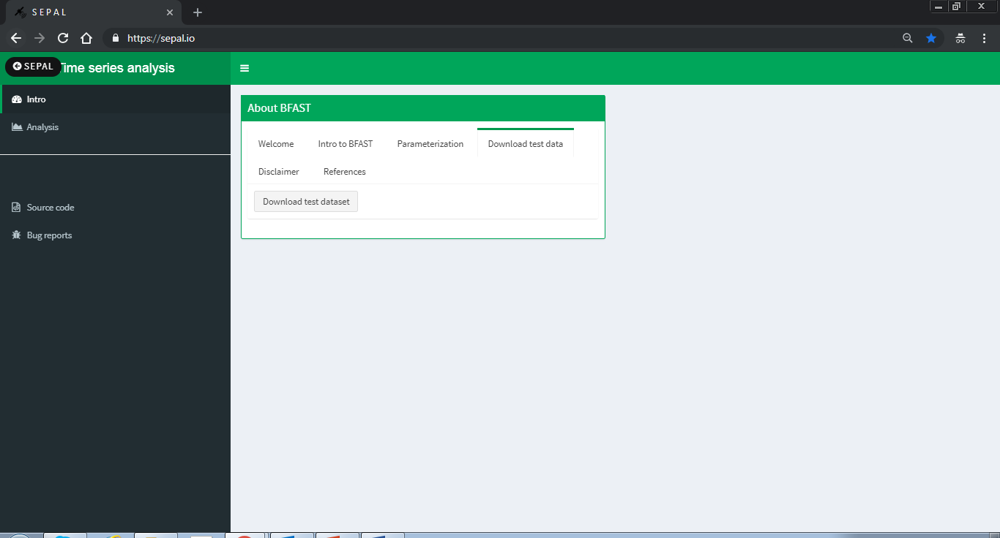 S E P A L
https://sepal.io
SEPAL
Time series analysis
Intro
Analysis
Source code
Bug reports
About BFAST
Welcome Intro to BFAST Parameterization Download test data
Disclaimer References
Download test dataset